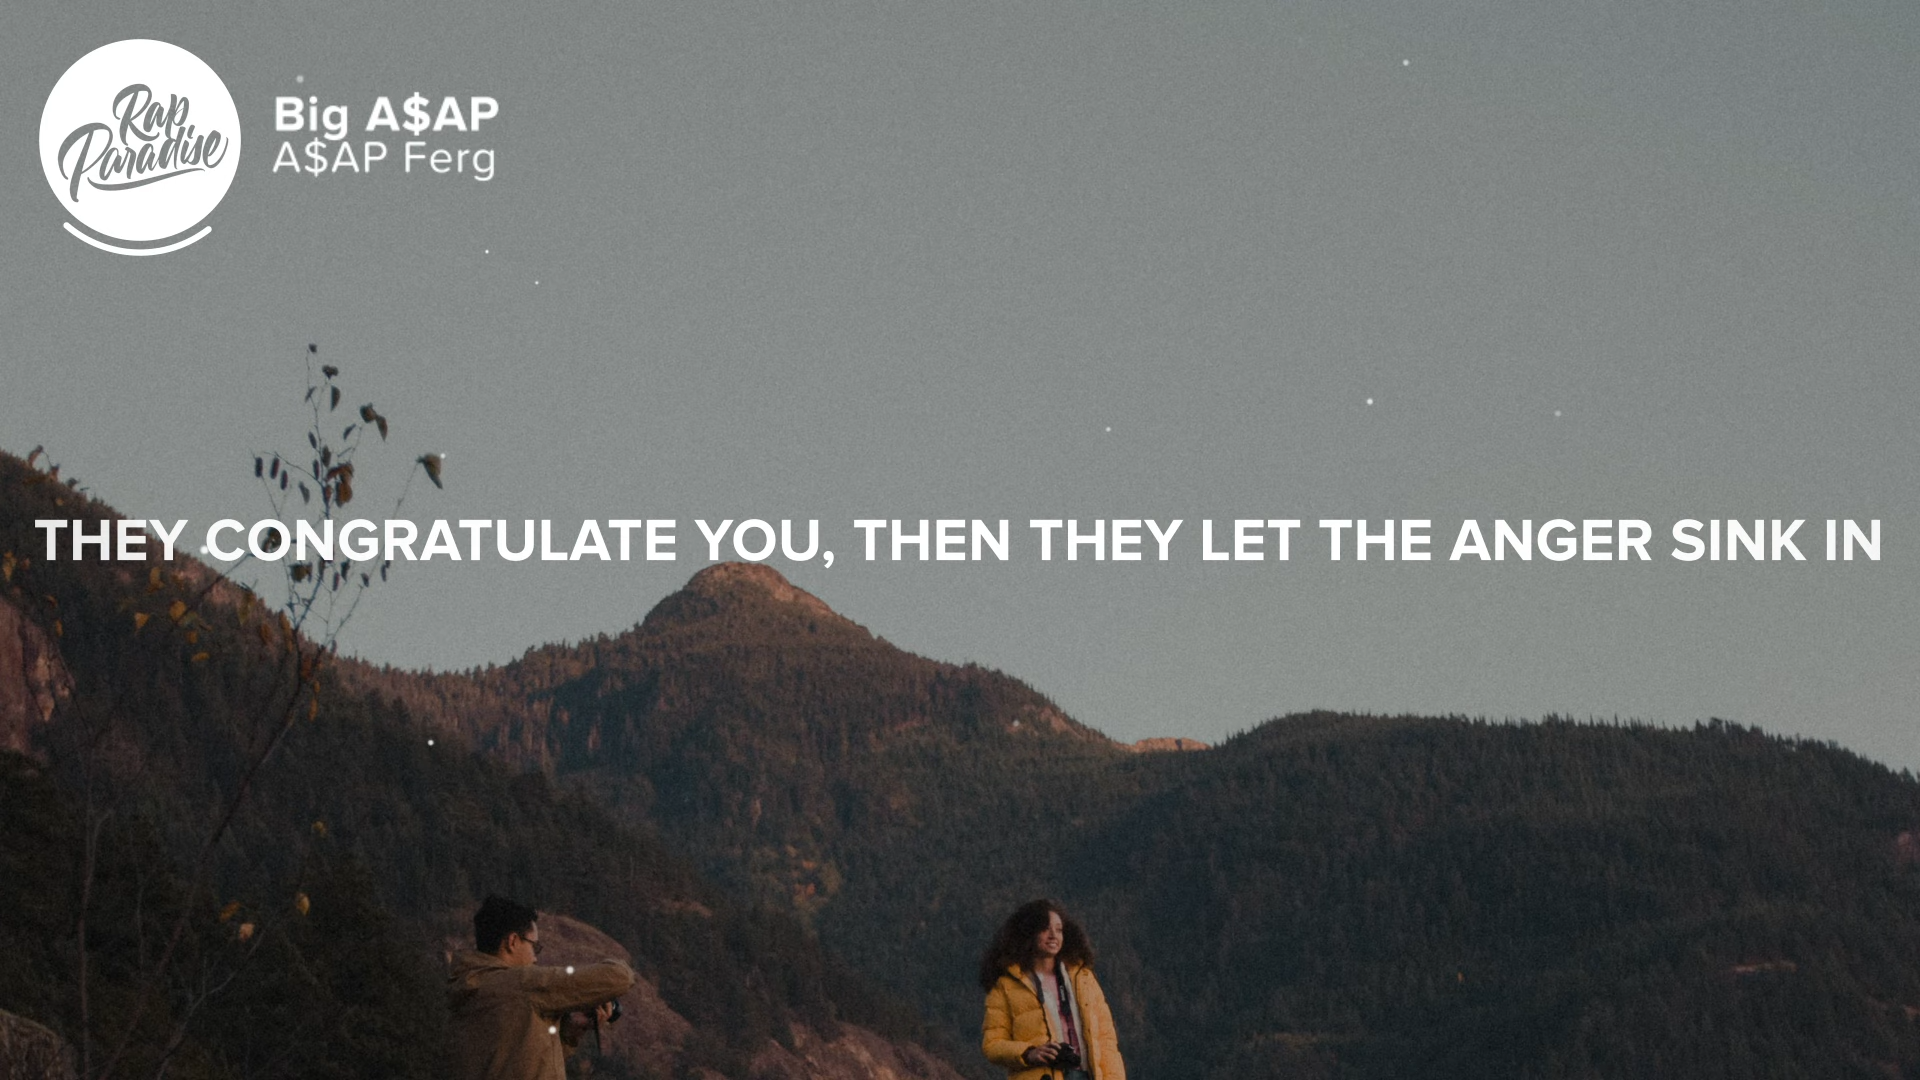 Rap
Paradise
Big A$AP
A$AP Ferg
THEY CONGRATULATE YOU, THEN THEY LET THE ANGER SINK IN